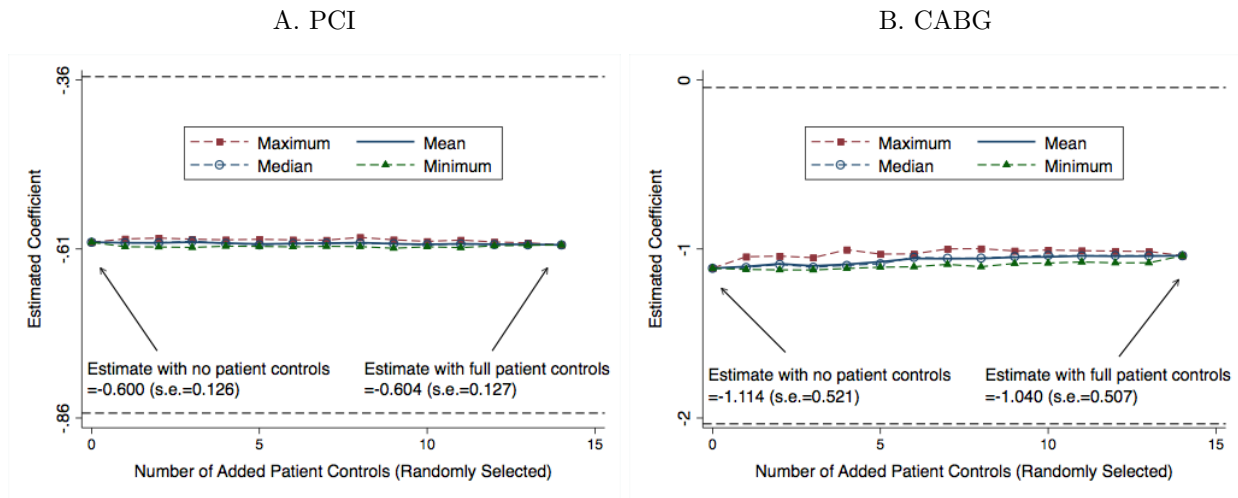 A. PCI
B. CABG
-.36
-.61
-.86
Estimated Coefficient
Maximum
Mean
Median
Minimum
Estimate with no patient controls
=-0.600 (s.e.=0.126)
Estimate with full patient controls
=-0.604 (s.e.=0.127)
0
5
10
15
Number of Added Patient Controls (Randomly Selected)
0
-1
-2
Estimated Coefficient
Maximum
Mean
Median
Minimum
Estimate with no patient controls
=-1.114 (s.e.=0.521)
Estimate with full patient controls
=-1.040 (s.e.=0.507)
0
5
10
15
Number of Added Patient Controls (Randomly Selected)